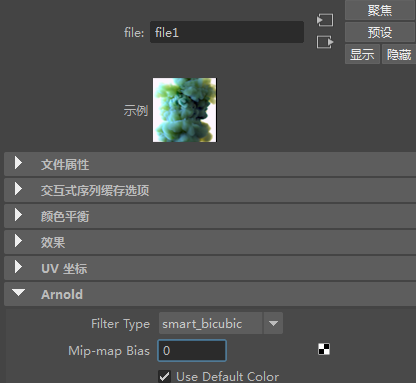 聚焦
file: file1
预设
显示 隐藏
示例
文件属性
交互式序列缓存选项
颜色平衡
效果
UV 坐标
Arnold
Filter Type smart_bicubic
Mip-map Bias 0
Use Default Color